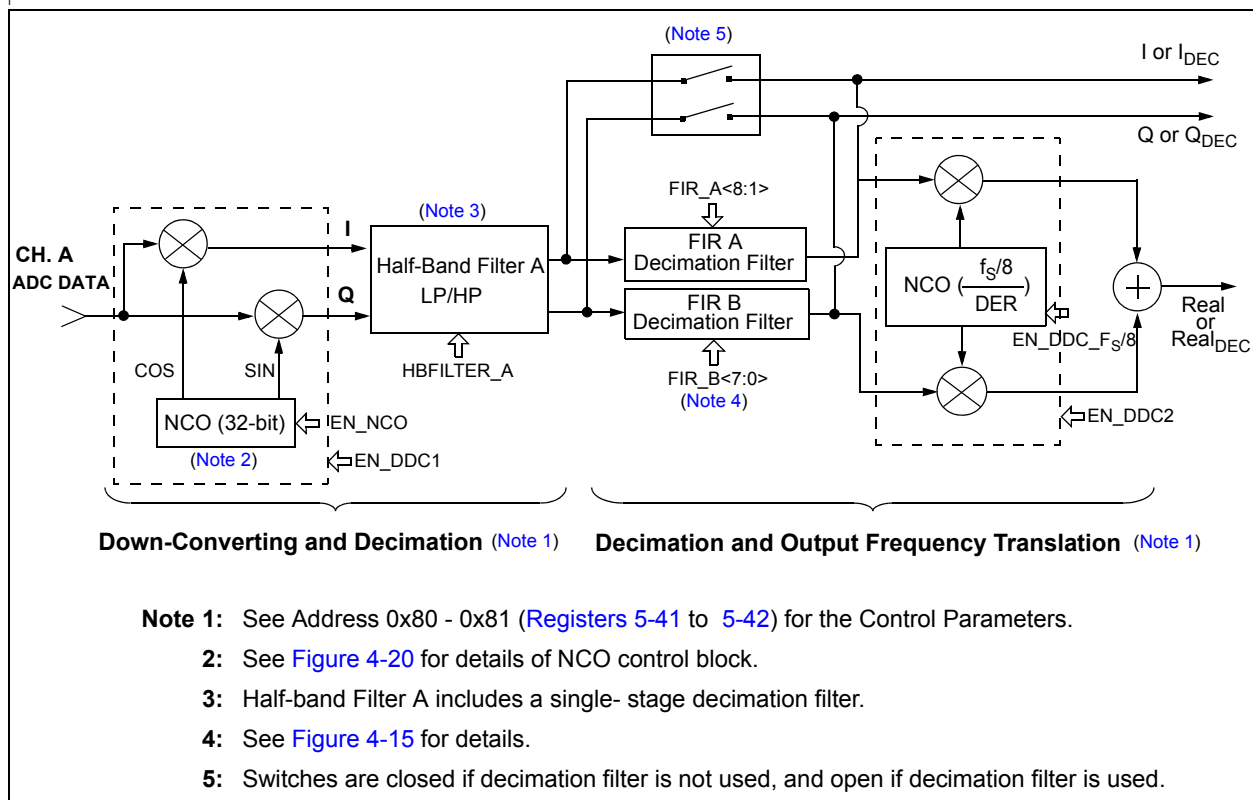 (Note 5)
I or I_DEC
Q or Q_DEC
FIR_A<8:1>
(Note 3)
I
FIR A
Decimation Filter
CH. A
ADC DATA
Half-Band Filter A
LP/HP
NCO (f_S/8 / DER)
Q
FIR B
Decimation Filter
Real
or
Real_DEC
EN_DDC_F_S/8
COS
SIN
HBFILTER_A
FIR_B<7:0>
(Note 4)
NCO (32-bit)
EN_NCO
EN_DDC2
(Note 2)
EN_DDC1
Down-Converting and Decimation (Note 1)
Decimation and Output Frequency Translation (Note 1)
Note 1: See Address 0x80 - 0x81 (Registers 5-41 to 5-42) for the Control Parameters.
2: See Figure 4-20 for details of NCO control block.
3: Half-band Filter A includes a single- stage decimation filter.
4: See Figure 4-15 for details.
5: Switches are closed if decimation filter is not used, and open if decimation filter is used.